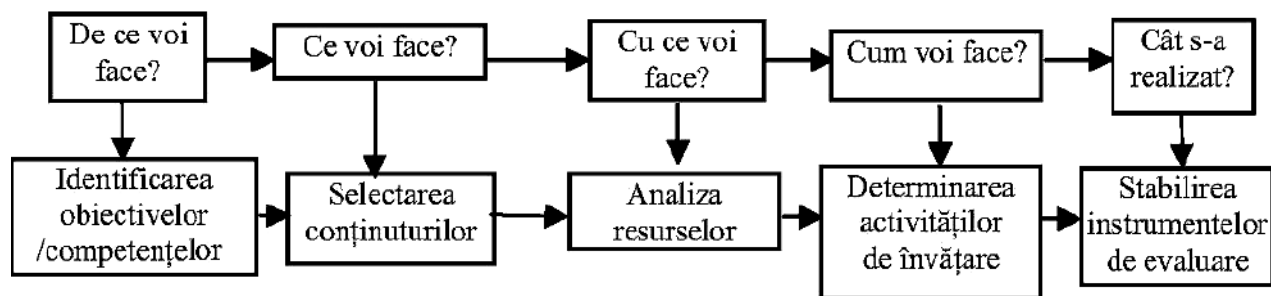 De ce voi
face?
Ce voi face?
Cu ce voi
face?
Cum voi face?
Cât s-a
realizat?
Identificarea
obiectivelor
/competențelor
Selectarea
conținuturilor
Analiza
resurselor
Determinarea
activităților
de învățare
Stabilirea
instrumentelor
de evaluare